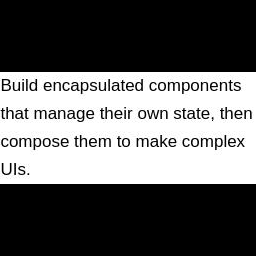 Build encapsulated components
that manage their own state, then
compose them to make complex
UIs.